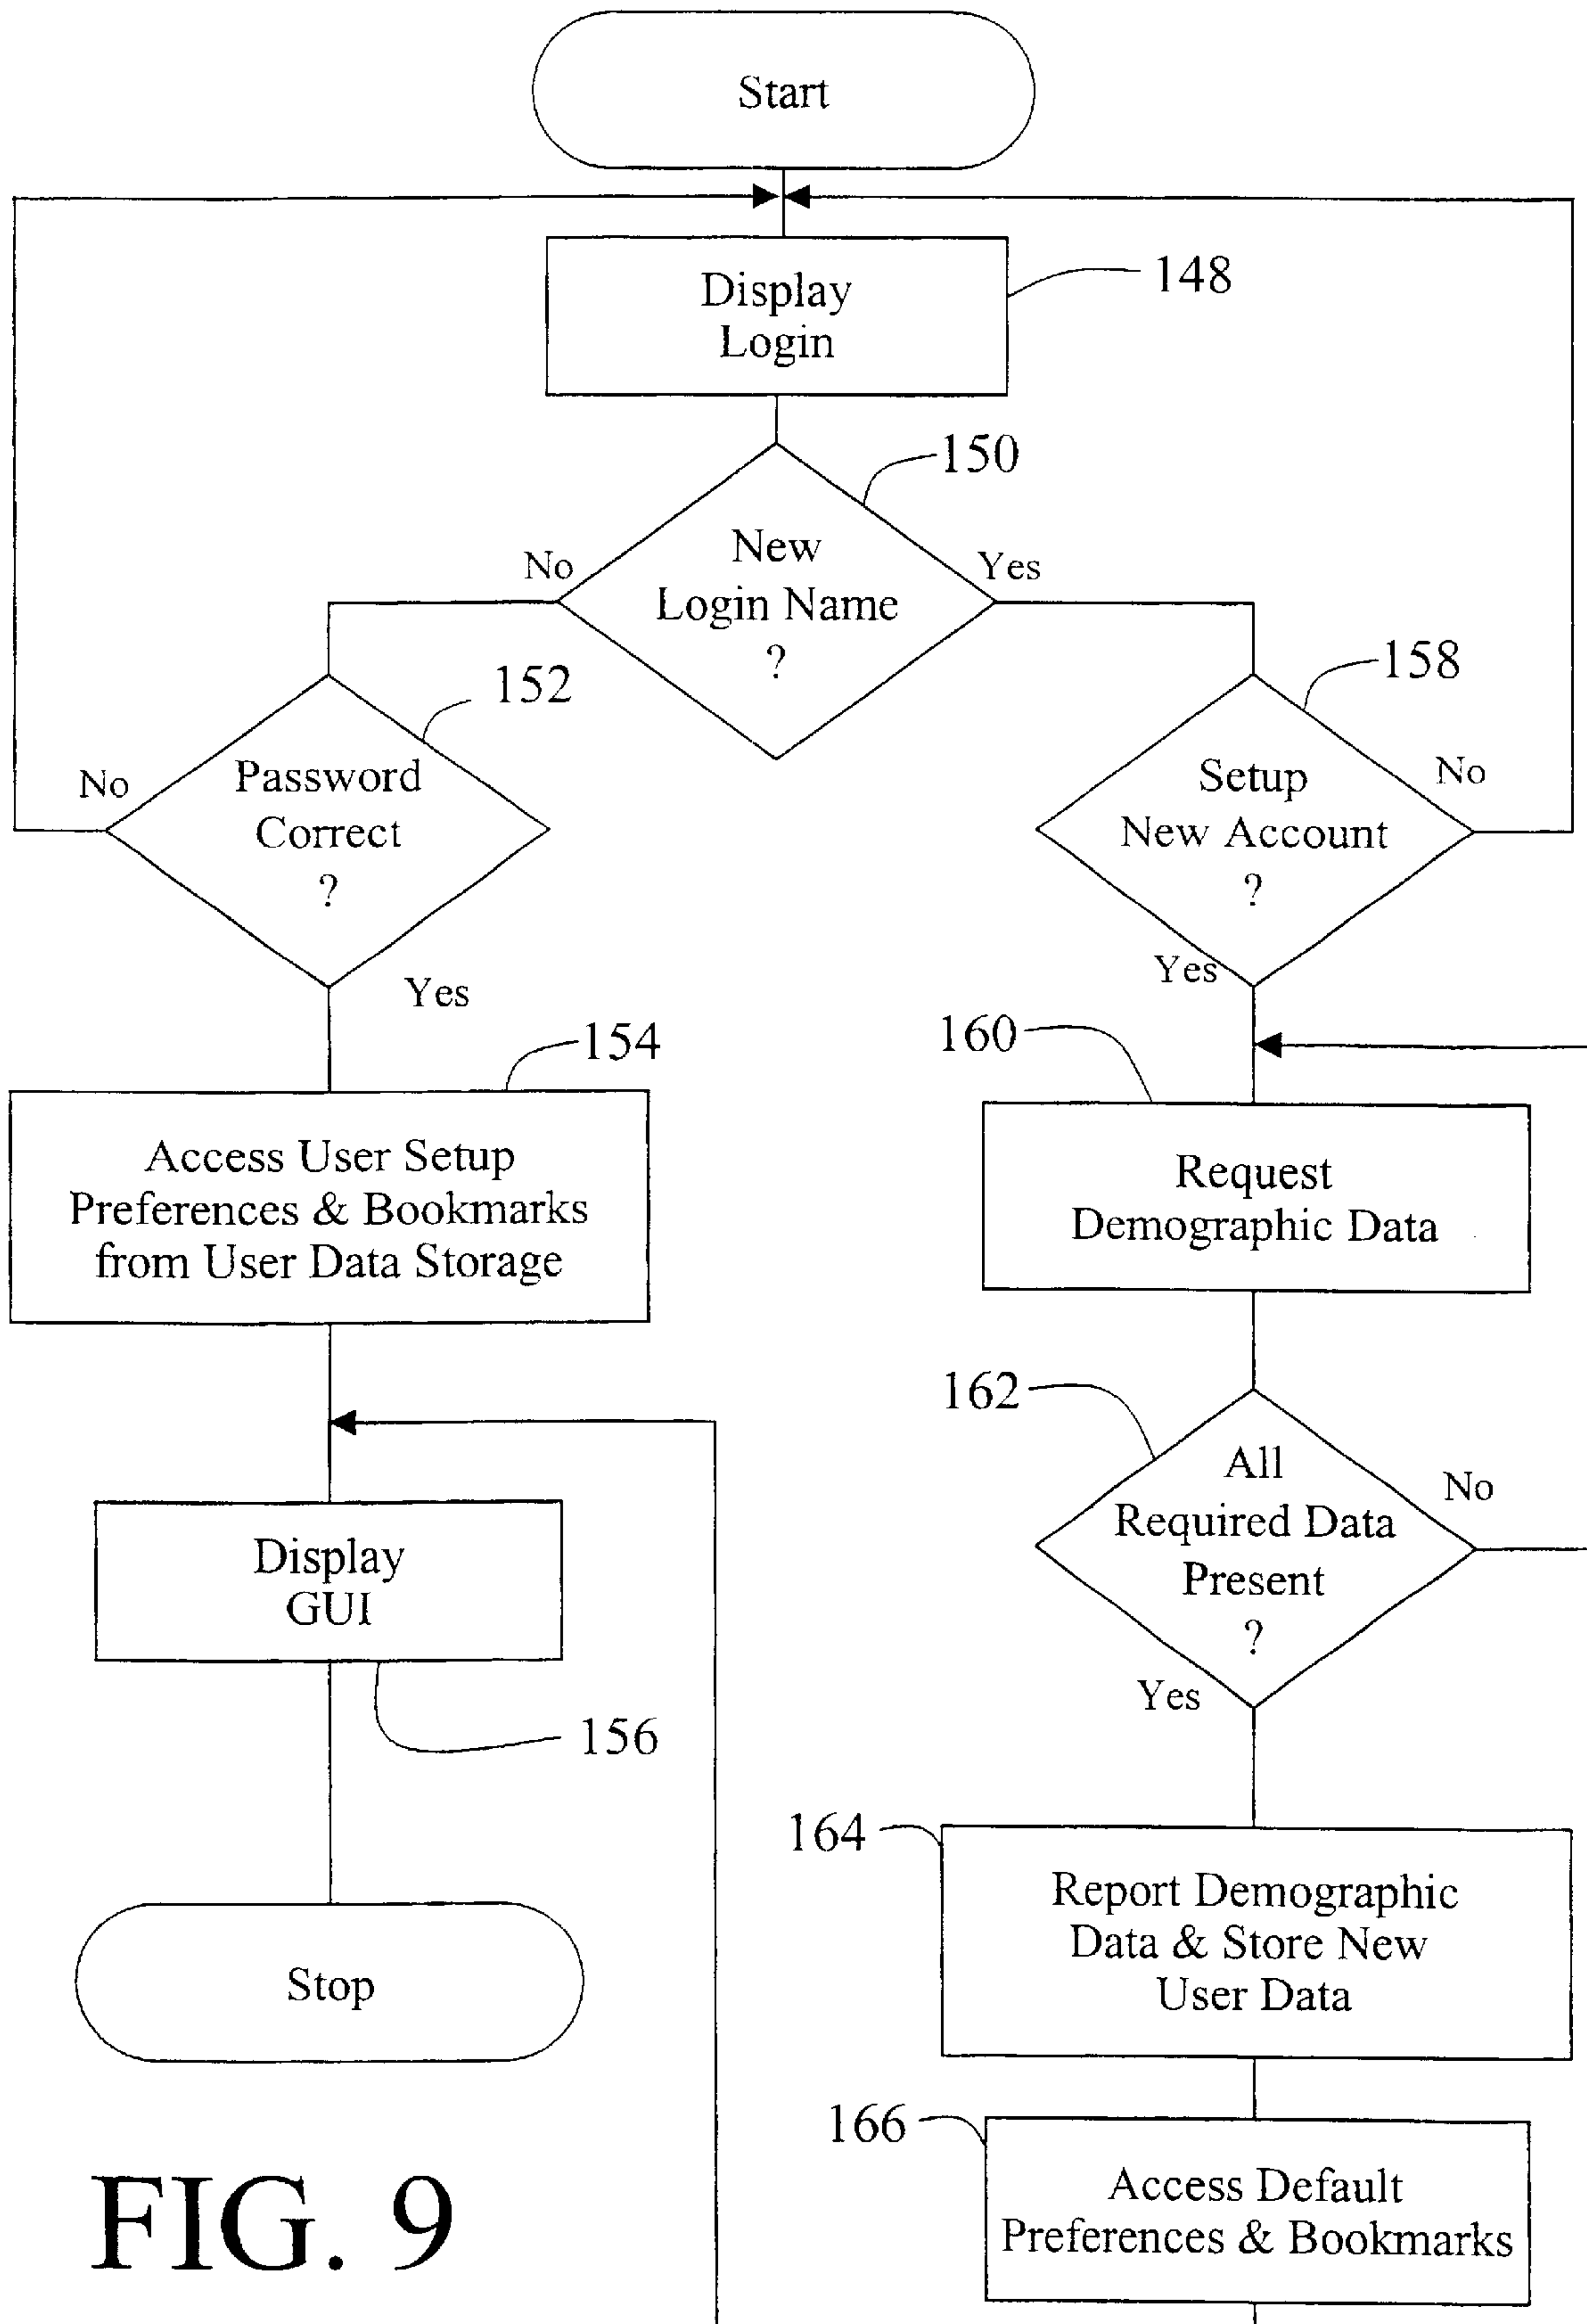 Start
Display
Login
148
150
New
Login Name
?
No
Yes
152
Password
Correct
?
No
Yes
158
Setup
New Account
?
No
Yes
154
Access User Setup
Preferences & Bookmarks
from User Data Storage
160
Request
Demographic Data
Display
GUI
156
162
All
Required Data
Present
?
No
Yes
Stop
164
Report Demographic
Data & Store New
User Data
166
Access Default
Preferences & Bookmarks
FIG. 9